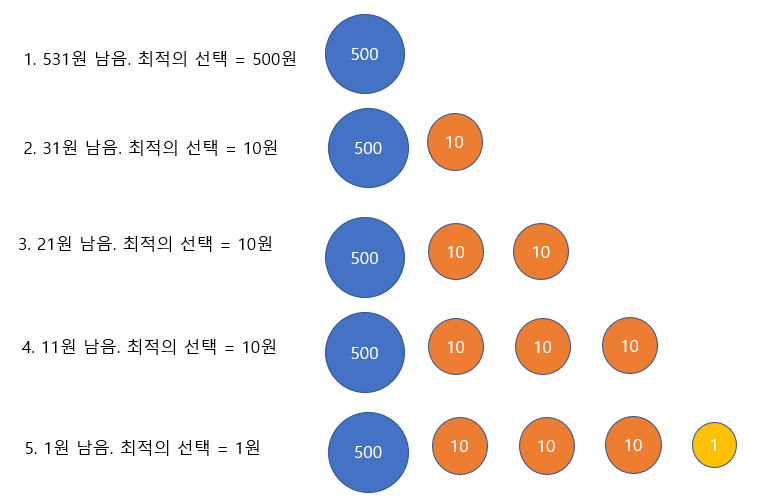 1. 531원 남음. 최적의 선택 = 500원
500
2. 31원 남음. 최적의 선택 = 10원
500 10
3. 21원 남음. 최적의 선택 = 10원
500 10 10
4. 11원 남음. 최적의 선택 = 10원
500 10 10 10
5. 1원 남음. 최적의 선택 = 1원
500 10 10 10 1